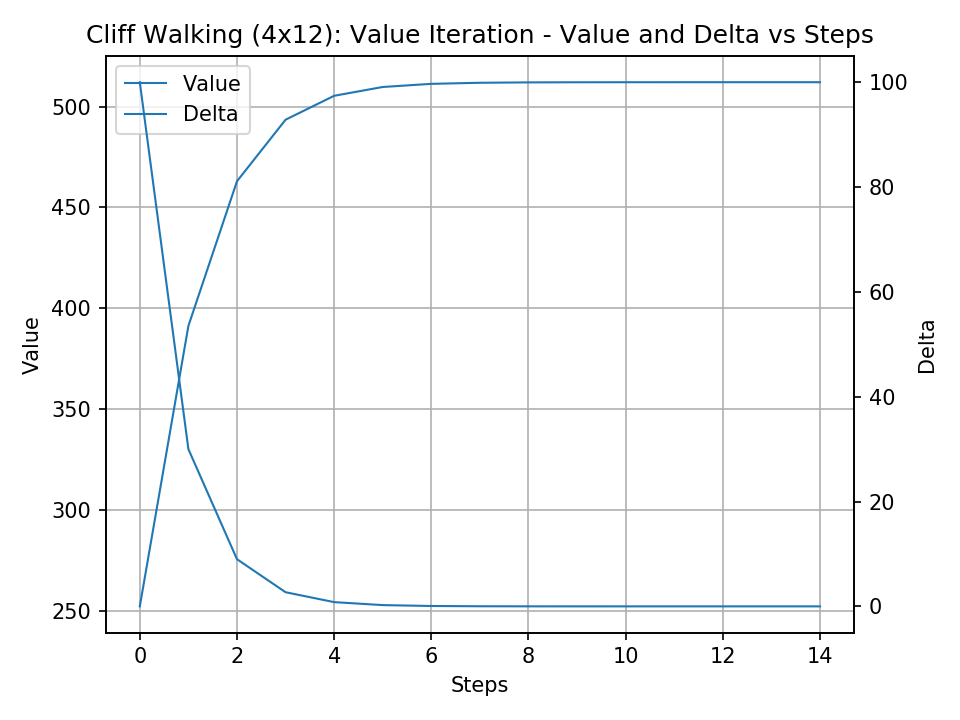 Cliff Walking (4x12): Value Iteration - Value and Delta vs Steps
Value
Delta
500
450
400
350
300
250
Value
100
80
60
40
20
0
Delta
0 2 4 6 8 10 12 14
Steps